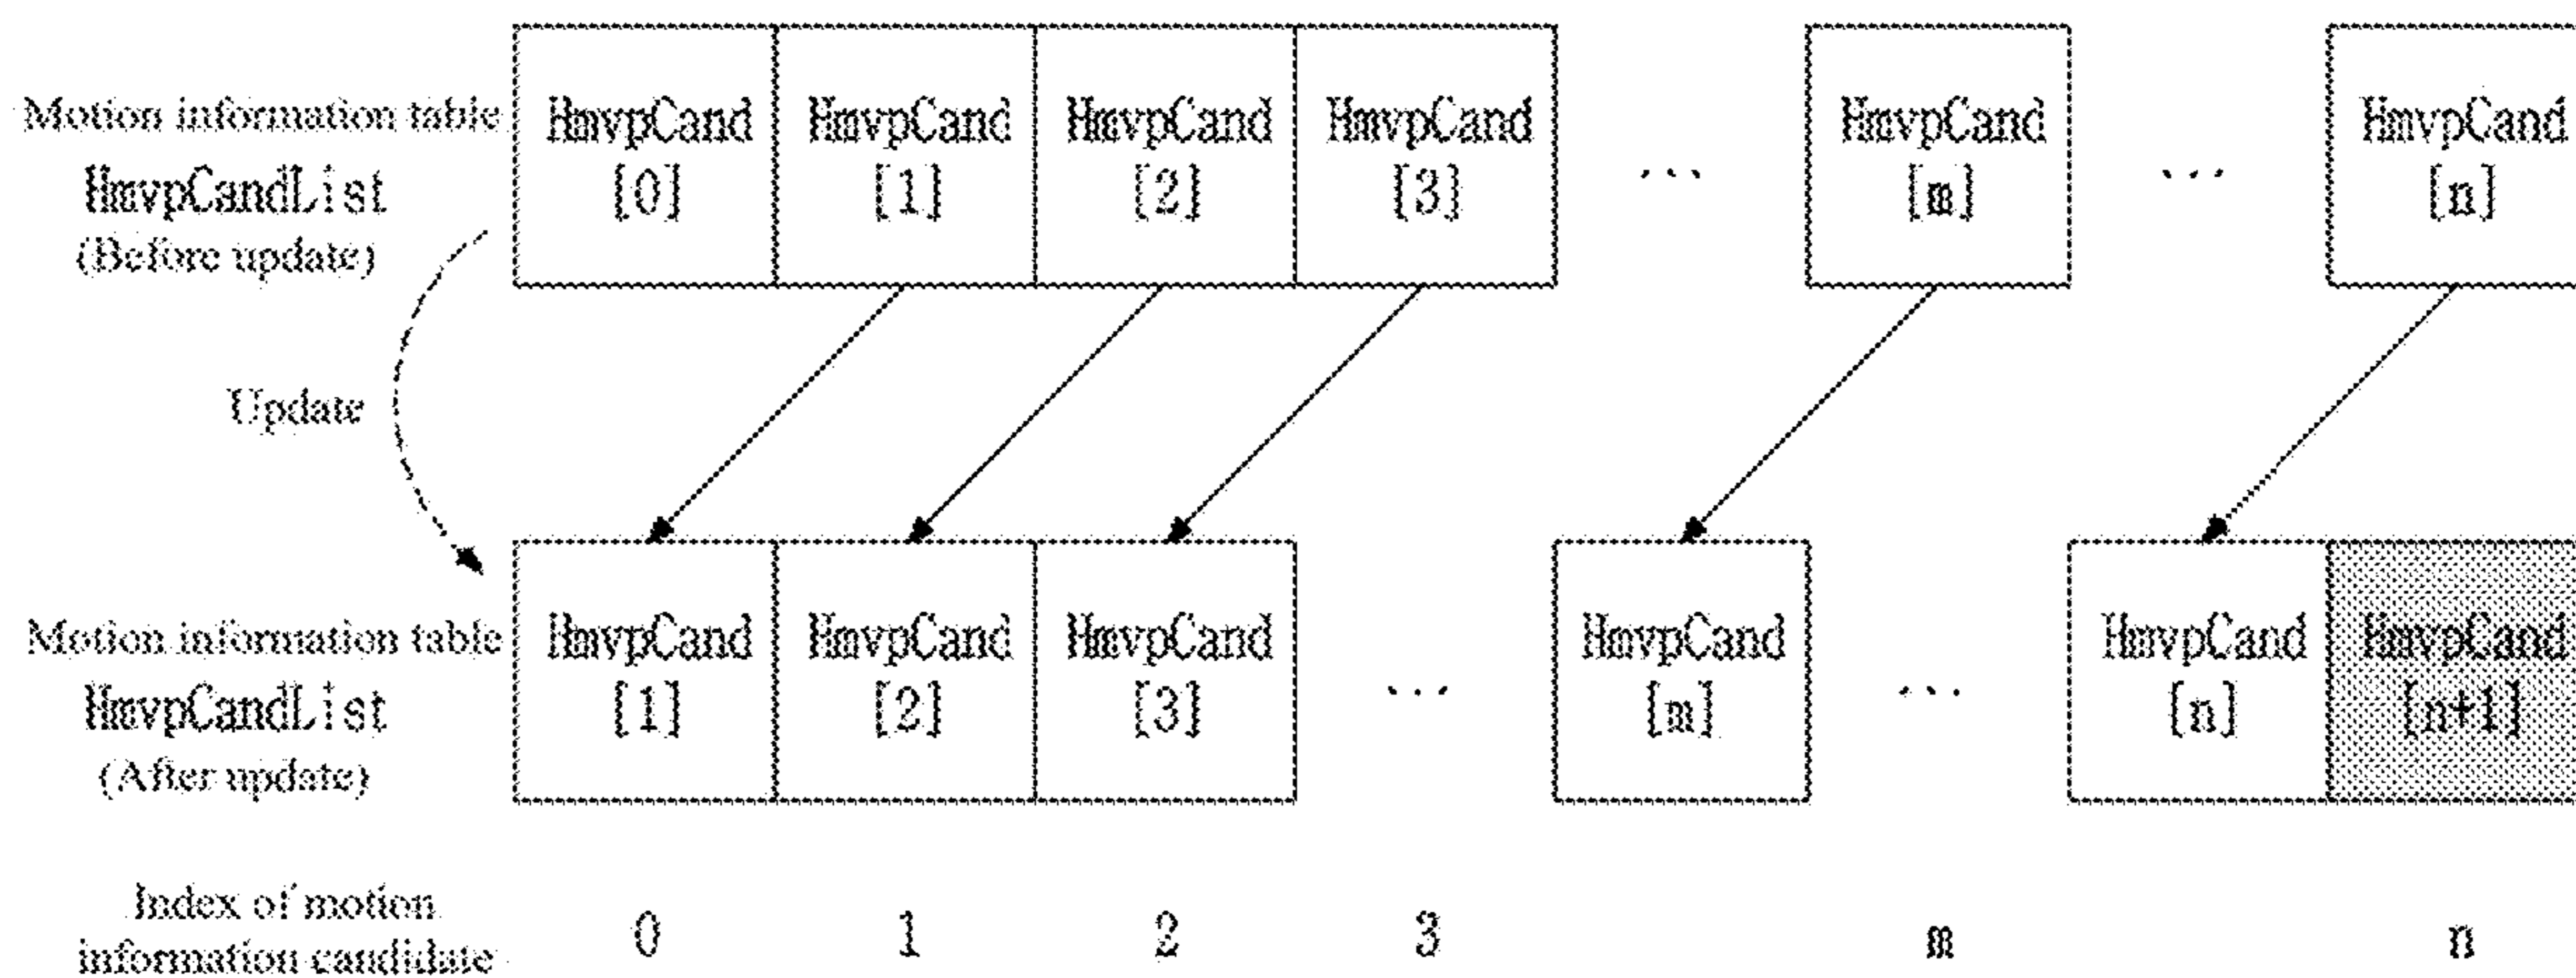 Motion information table
HmvpCandList
(Before update)
HmvpCand
[0]
HmvpCand
[1]
HmvpCand
[2]
HmvpCand
[3]
...
HmvpCand
[m]
...
HmvpCand
[n]
Update
Motion information table
HmvpCandList
(After update)
HmvpCand
[1]
HmvpCand
[2]
HmvpCand
[3]
...
HmvpCand
[m]
...
HmvpCand
[n]
HmvpCand
[n+1]
Index of motion
information candidate
0 1 2 3 m n